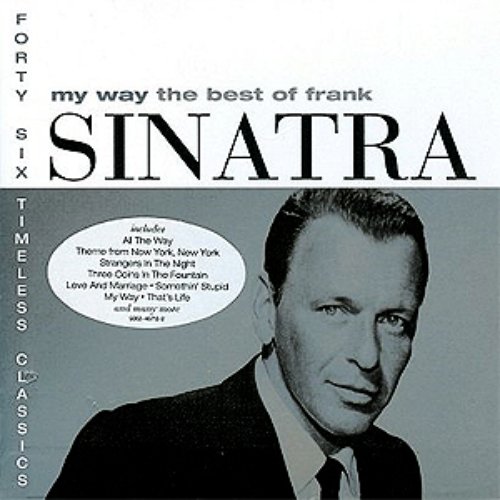 FORTY SIX TIMELESS CLASSICS
my way the best of frank
SINATRA
includes
All The Way
Theme from New York, New York
Strangers In The Night
Three Coins In The Fountain
Love And Marriage • Somethin' Stupid
My Way • That's Life
and many more